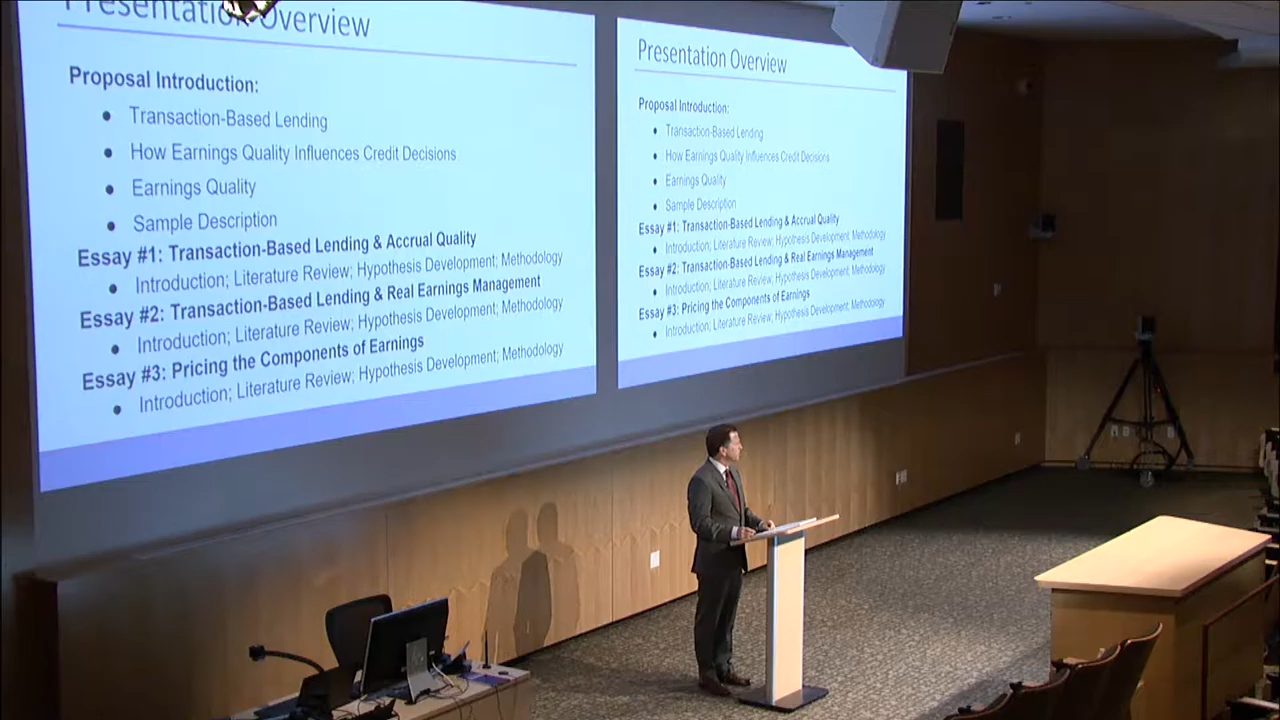 Presentation Overview
Proposal Introduction:
• Transaction-Based Lending
• How Earnings Quality Influences Credit Decisions
• Earnings Quality
• Sample Description
Essay #1: Transaction-Based Lending & Accrual Quality
• Introduction; Literature Review; Hypothesis Development; Methodology
Essay #2: Transaction-Based Lending & Real Earnings Management
• Introduction; Literature Review; Hypothesis Development; Methodology
Essay #3: Pricing the Components of Earnings
• Introduction; Literature Review; Hypothesis Development; Methodology
Presentation Overview
Proposal Introduction:
• Transaction-Based Lending
• How Earnings Quality Influences Credit Decisions
• Earnings Quality
• Sample Description
Essay #1: Transaction-Based Lending & Accrual Quality
• Introduction; Literature Review; Hypothesis Development; Methodology
Essay #2: Transaction-Based Lending & Real Earnings Management
• Introduction; Literature Review; Hypothesis Development; Methodology
Essay #3: Pricing the Components of Earnings
• Introduction; Literature Review; Hypothesis Development; Methodology